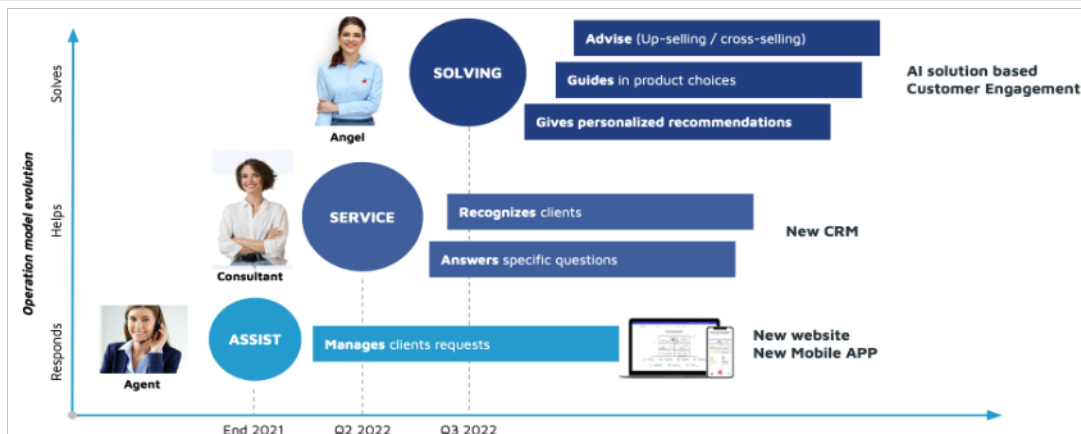 Operation model evolution
Solves
Helps
Responds
SOLVING
Advise (Up-selling / cross-selling)
Guides in product choices
Gives personalized recommendations
AI solution based
Customer Engagement
Angel
SERVICE
Recognizes clients
Answers specific questions
New CRM
Consultant
ASSIST
Manages clients requests
New website
New Mobile APP
Agent
End 2021
Q2 2022
Q3 2022